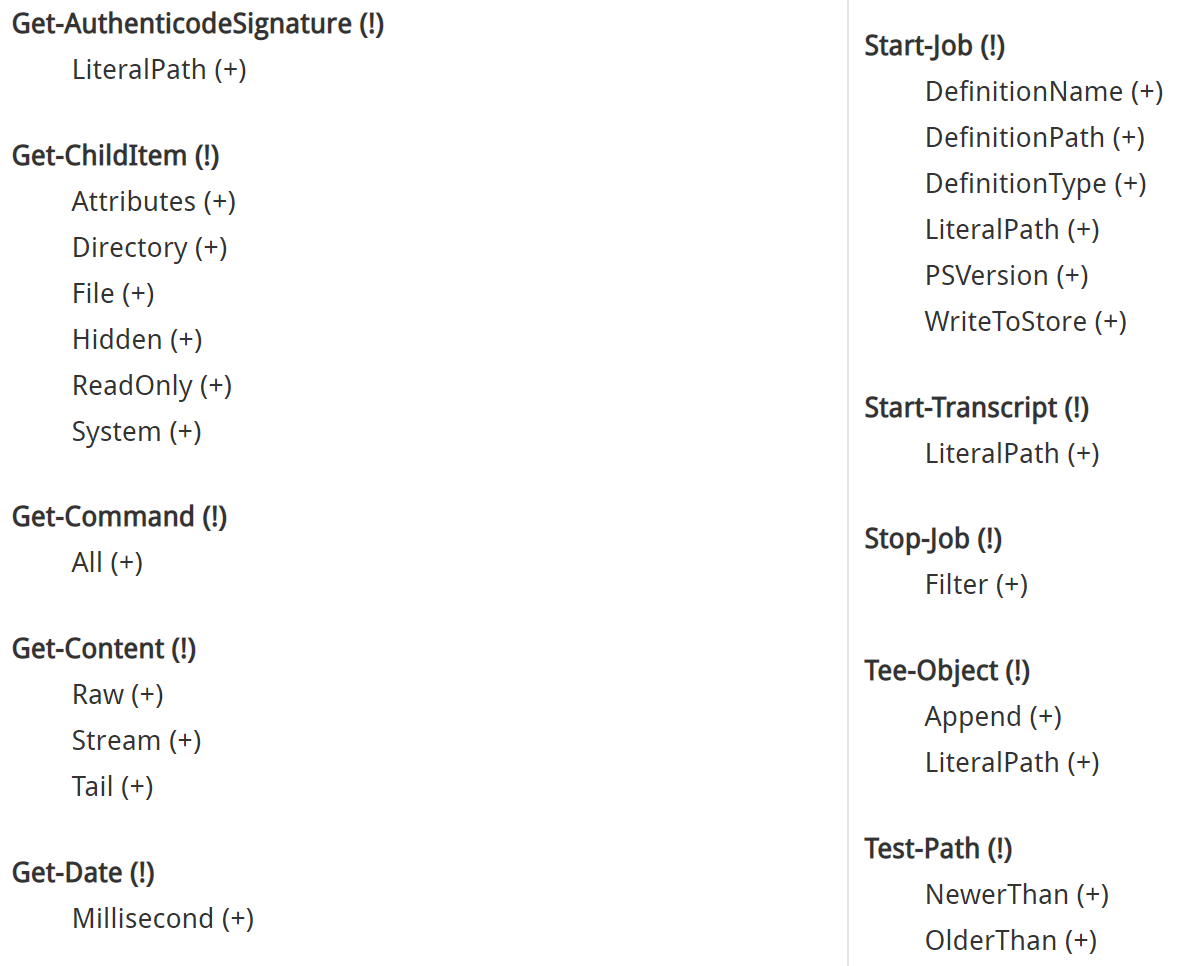 Get-AuthenticodeSignature (!)
LiteralPath (+)
Get-ChildItem (!)
Attributes (+)
Directory (+)
File (+)
Hidden (+)
ReadOnly (+)
System (+)
Get-Command (!)
All (+)
Get-Content (!)
Raw (+)
Stream (+)
Tail (+)
Get-Date (!)
Millisecond (+)
Start-Job (!)
DefinitionName (+)
DefinitionPath (+)
DefinitionType (+)
LiteralPath (+)
PSVersion (+)
WriteToStore (+)
Start-Transcript (!)
LiteralPath (+)
Stop-Job (!)
Filter (+)
Tee-Object (!)
Append (+)
LiteralPath (+)
Test-Path (!)
NewerThan (+)
OlderThan (+)